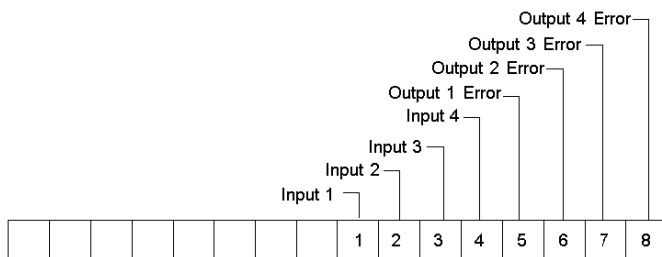 Output 4 Error
Output 3 Error
Output 2 Error
Output 1 Error
Input 4
Input 3
Input 2
Input 1
1 2 3 4 5 6 7 8